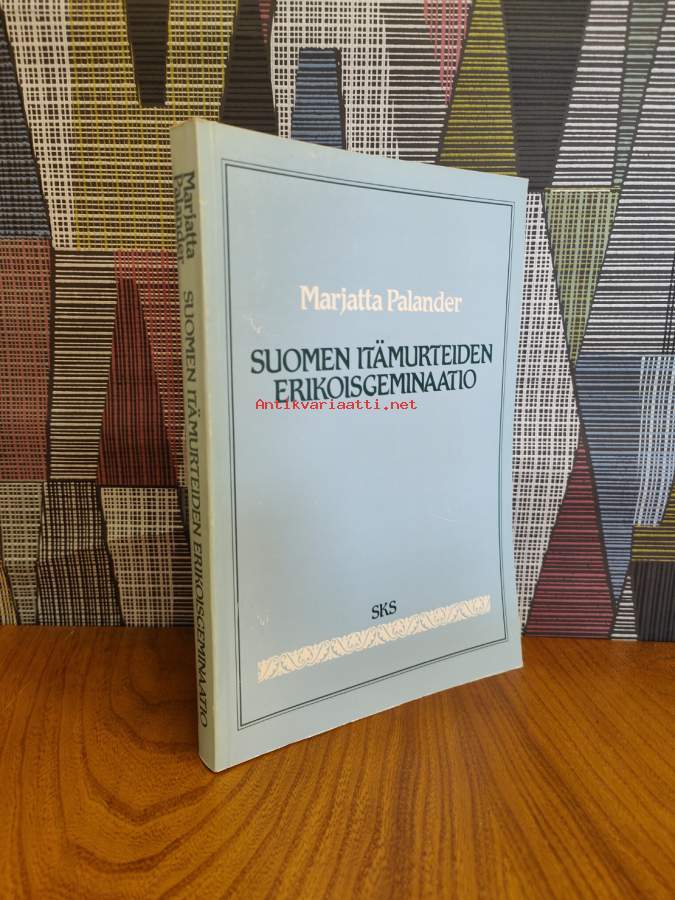 Marjatta
Palander
SUOMEN ITÄMURTEIDEN ERIKOISGEMINAATIO
Marjatta Palander
SUOMEN ITÄMURTEIDEN
ERIKOISGEMINAATIO
Antikvariaatti.net
SKS